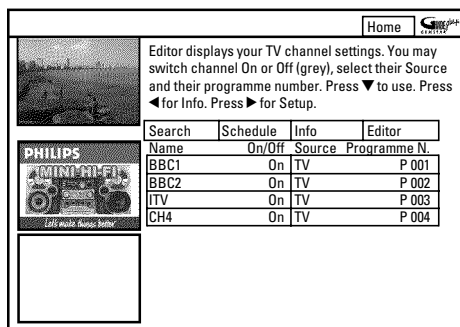 Home GUIDE Plus+
GEMSTAR
Editor displays your TV channel settings. You may
switch channel On or Off (grey), select their Source
and their programme number. Press ▼ to use. Press
◀ for Info. Press ▶ for Setup.
Search Schedule Info Editor
Name On/Off Source Programme N.
BBC1 On TV P 001
BBC2 On TV P 002
ITV On TV P 003
CH4 On TV P 004
PHILIPS
MINI-HI-FI
Let's make things better